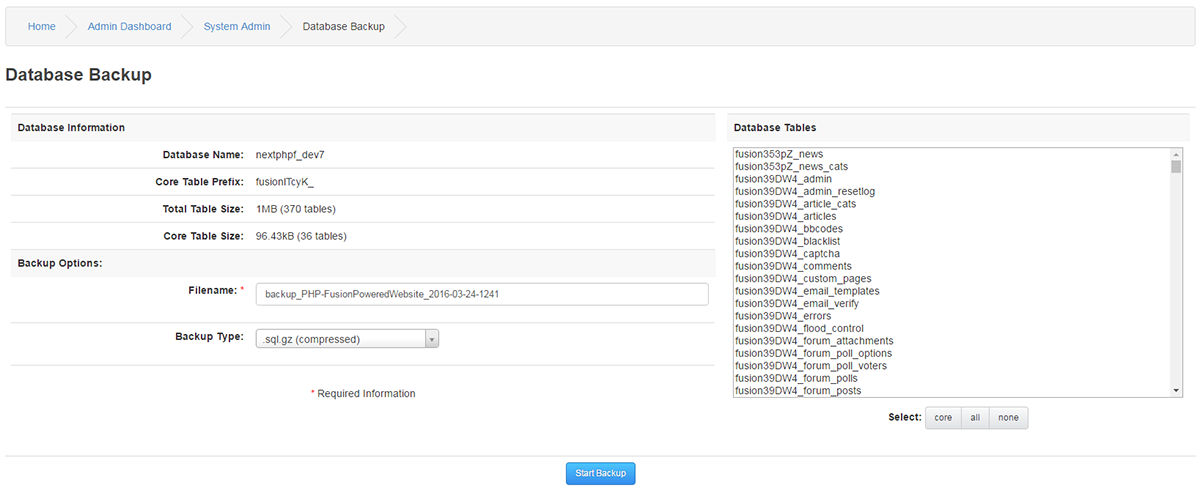 Home
Admin Dashboard
System Admin
Database Backup
Database Backup
Database Information
Database Name: nextphpf_dev7
Core Table Prefix: fusionITcyK_
Total Table Size: 1MB (370 tables)
Core Table Size: 96.43kB (36 tables)
Backup Options:
Filename: * backup_PHP-FusionPoweredWebsite_2016-03-24-1241
Backup Type: .sql.gz (compressed)
* Required Information
Database Tables
fusion353pZ_news
fusion353pZ_news_cats
fusion39DW4_admin
fusion39DW4_admin_resetlog
fusion39DW4_article_cats
fusion39DW4_articles
fusion39DW4_bbcodes
fusion39DW4_blacklist
fusion39DW4_captcha
fusion39DW4_comments
fusion39DW4_custom_pages
fusion39DW4_email_templates
fusion39DW4_email_verify
fusion39DW4_errors
fusion39DW4_flood_control
fusion39DW4_forum_attachments
fusion39DW4_forum_poll_options
fusion39DW4_forum_poll_voters
fusion39DW4_forum_polls
fusion39DW4_forum_posts
Select: core all none
Start Backup